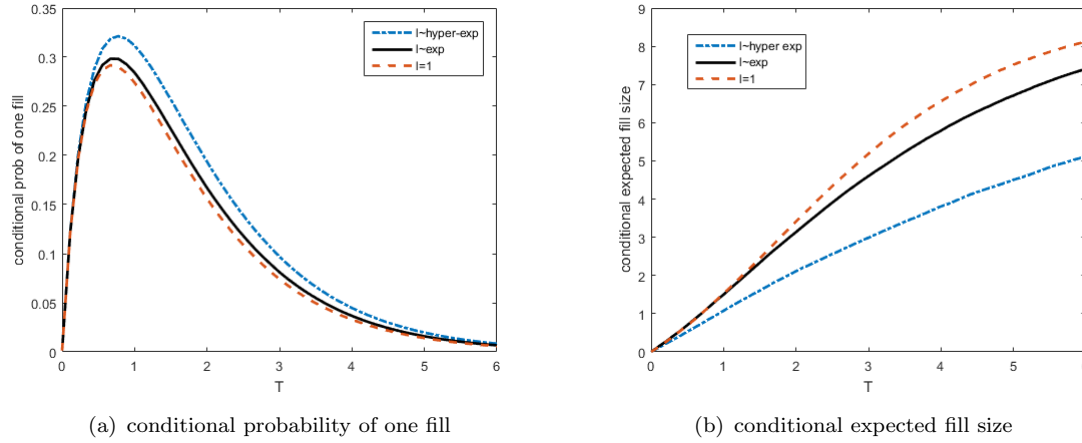 0.35
0.3
0.25
0.2
0.15
0.1
0.05
0
conditional prob of one fill
0 1 2 3 4 5 6
T
l~hyper-exp
l~exp
l=1
(a) conditional probability of one fill
9
8
7
6
5
4
3
2
1
0
conditional expected fill size
0 1 2 3 4 5
T
l~hyper exp
l~exp
l=1
(b) conditional expected fill size